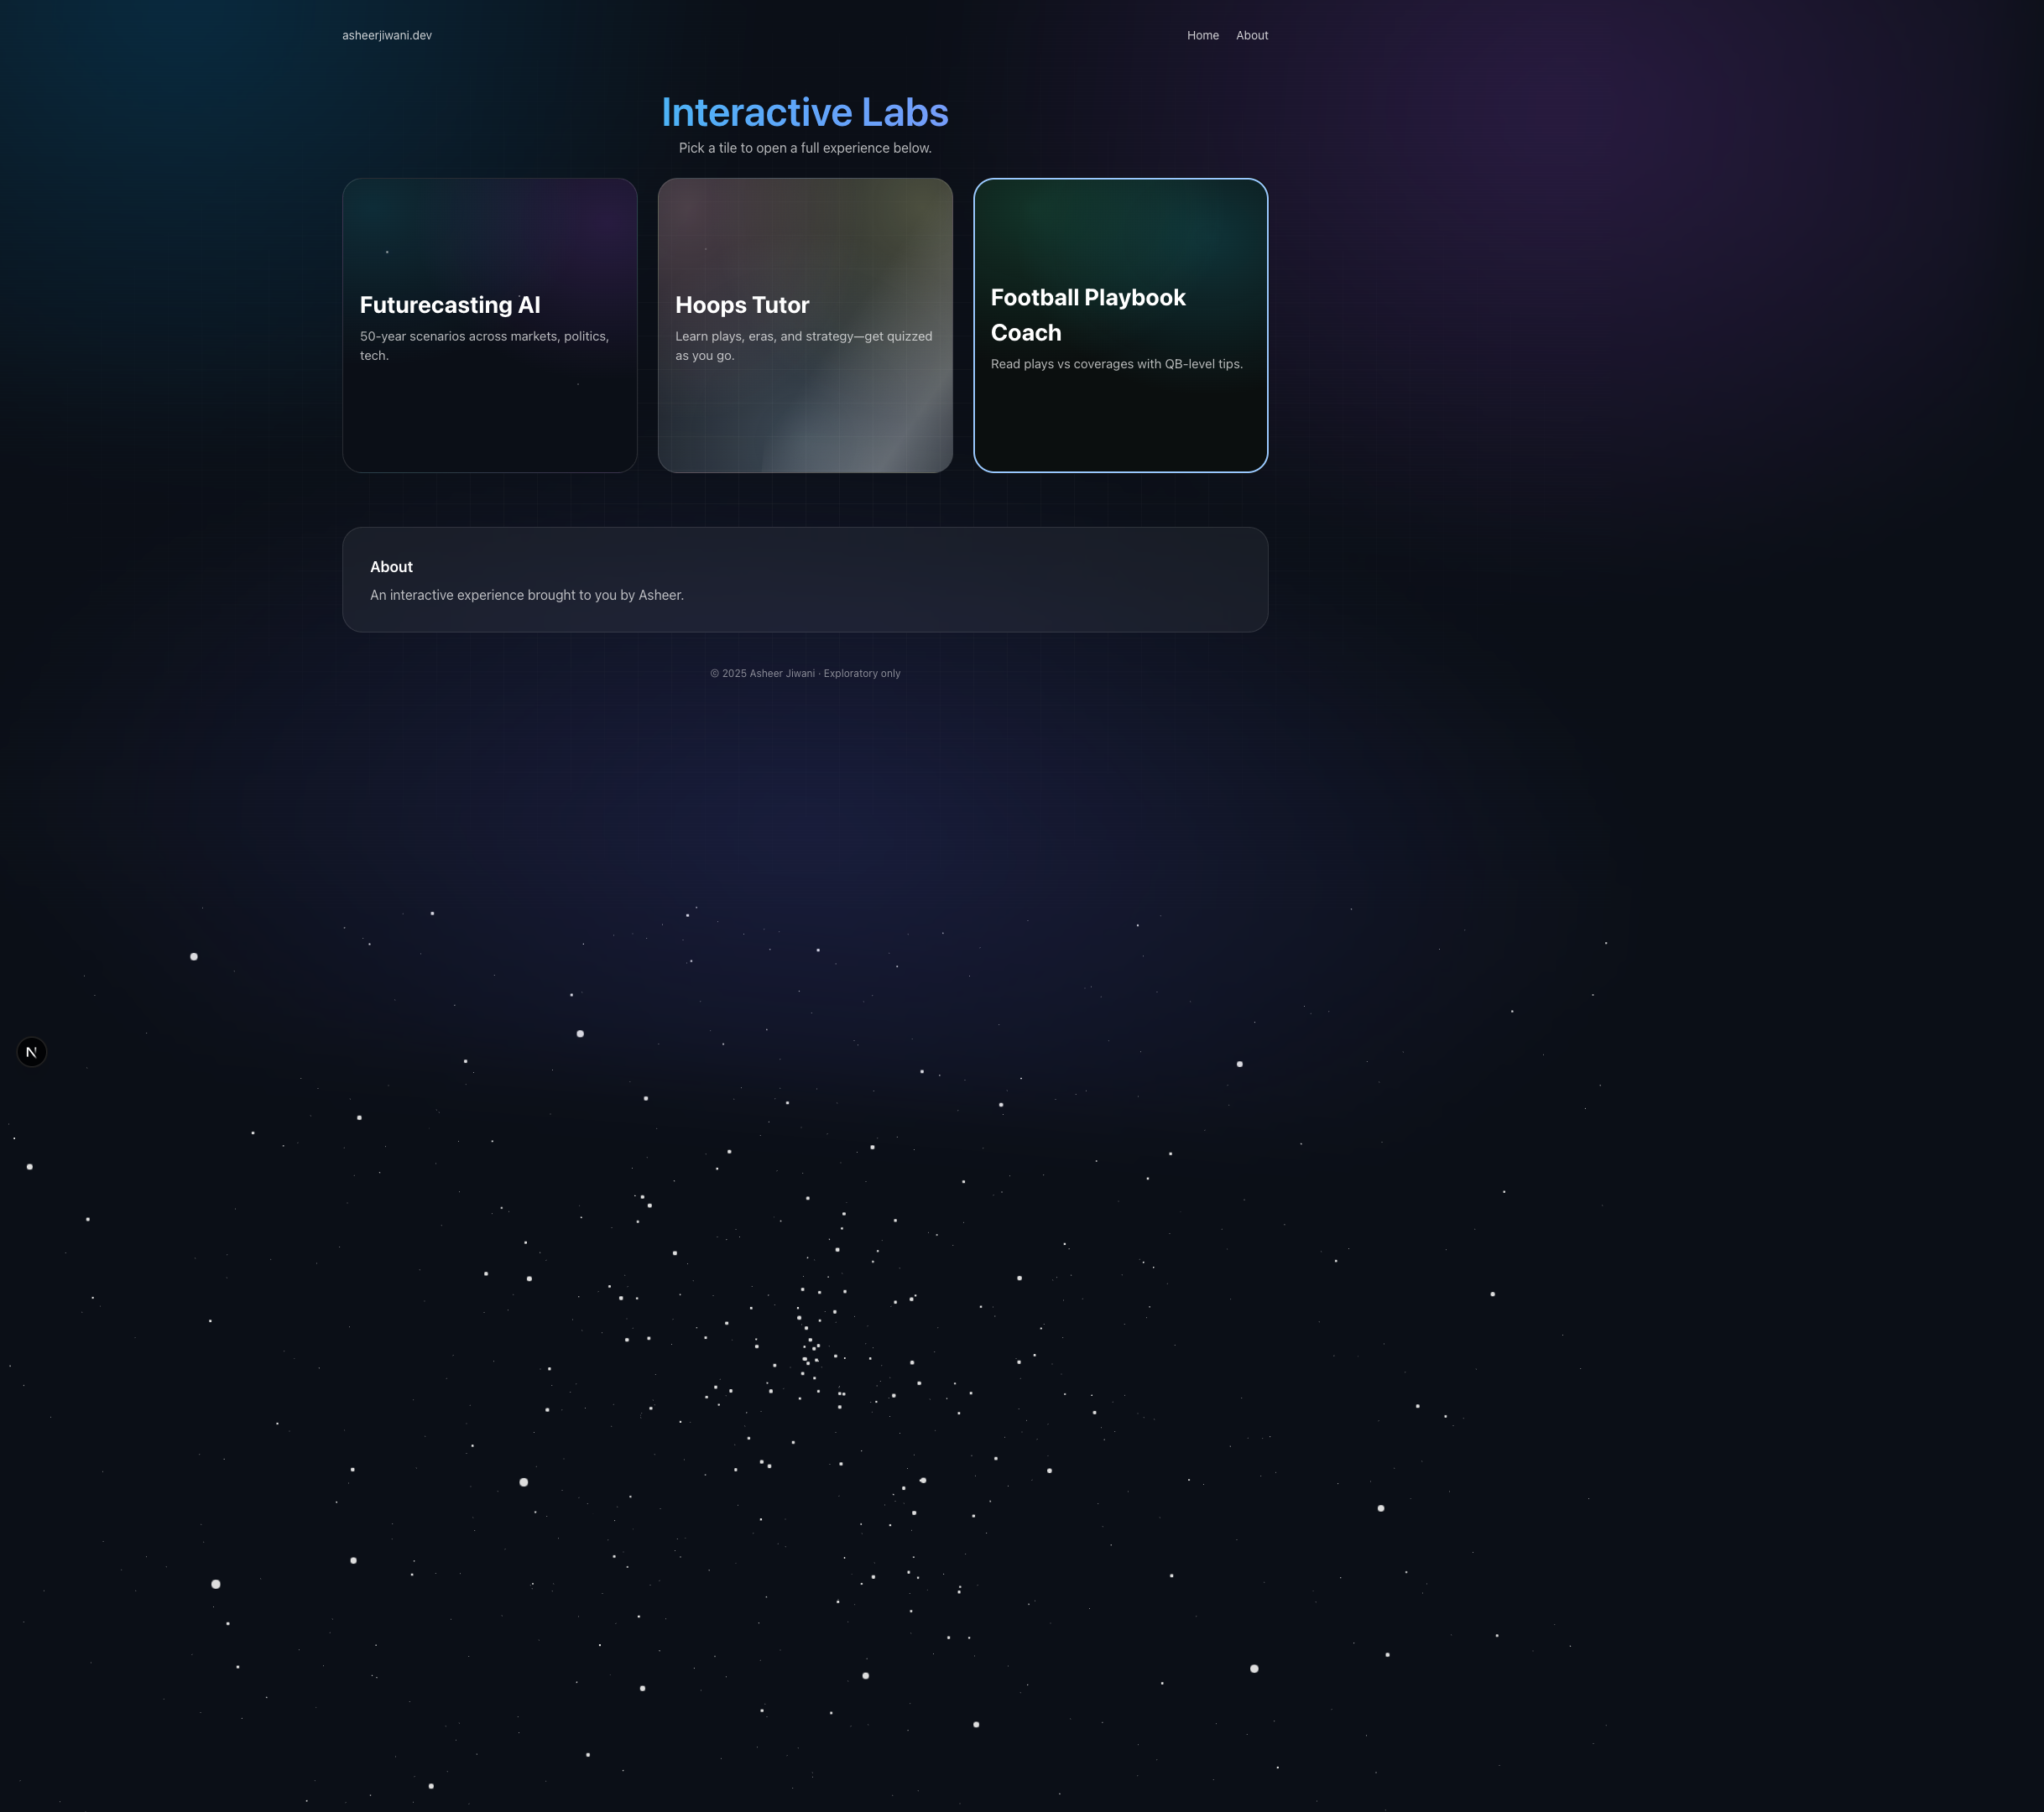 asheerjiwani.dev
Home About
Interactive Labs
Pick a tile to open a full experience below.
Futurecasting AI
50-year scenarios across markets, politics,
tech.
Hoops Tutor
Learn plays, eras, and strategy—get quizzed
as you go.
Football Playbook
Coach
Read plays vs coverages with QB-level tips.
About
An interactive experience brought to you by Asheer.
© 2025 Asheer Jiwani · Exploratory only
N